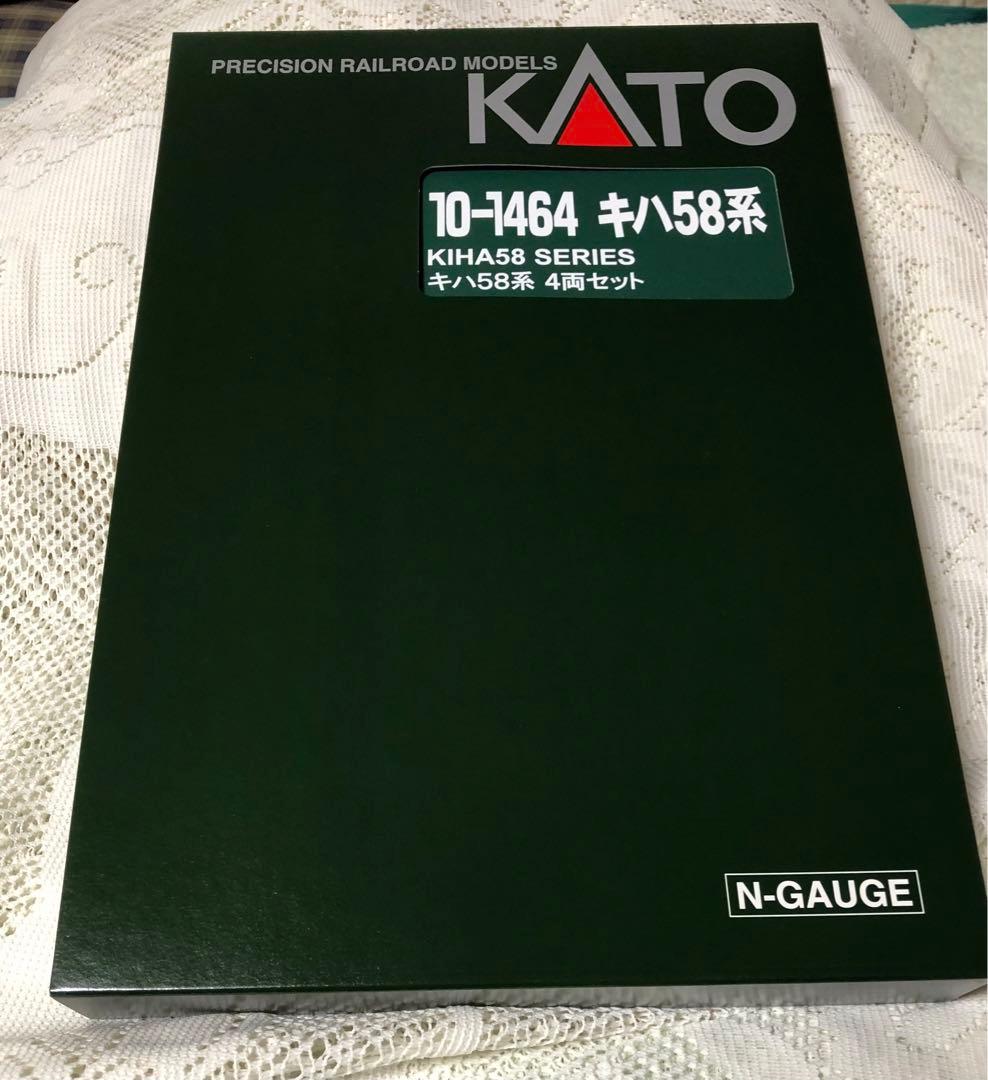 PRECISION RAILROAD MODELS
KATO
10-1464 キハ58系
KIHA58 SERIES
キハ58系 4両セット
N-GAUGE